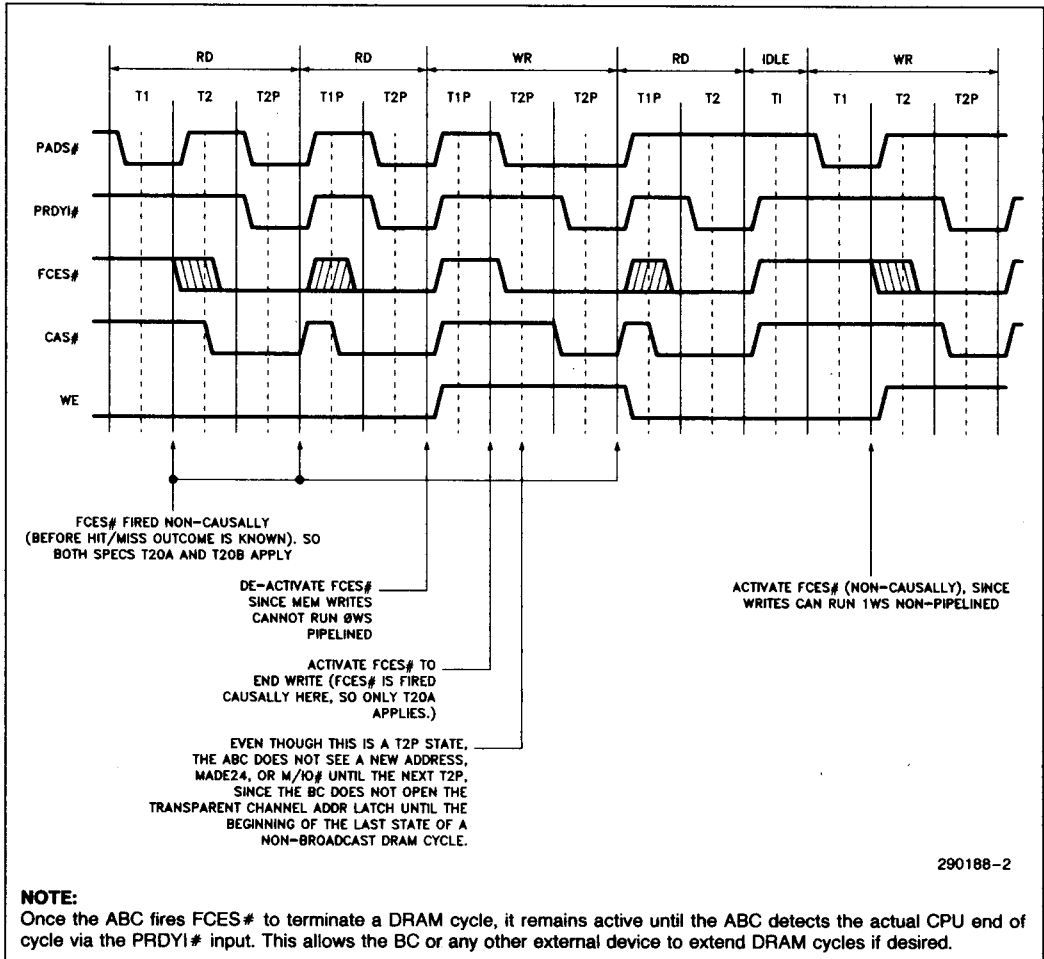 RD RD WR RD IDLE WR
T1 T2 T2P T1P T2P T1P T2P T2P T1P T2 TI T1 T2 T2P
PADS#
PRDYI#
FCES#
CAS#
WE
FCES# FIRED NON-CAUSALLY
(BEFORE HIT/MISS OUTCOME IS KNOWN). SO
BOTH SPECS T20A AND T20B APPLY
DE-ACTIVATE FCES#
SINCE MEM WRITES
CANNOT RUN 0WS
PIPELINED
ACTIVATE FCES# (NON-CAUSALLY), SINCE
WRITES CAN RUN 1WS NON-PIPELINED
ACTIVATE FCES# TO
END WRITE (FCES# IS FIRED
CAUSALLY HERE, SO ONLY T20A
APPLIES.)
EVEN THOUGH THIS IS A T2P STATE,
THE ABC DOES NOT SEE A NEW ADDRESS,
MADE24, OR M/IO# UNTIL THE NEXT T2P,
SINCE THE BC DOES NOT OPEN THE
TRANSPARENT CHANNEL ADDR LATCH UNTIL THE
BEGINNING OF THE LAST STATE OF A
NON-BROADCAST DRAM CYCLE.
290188-2
NOTE:
Once the ABC fires FCES# to terminate a DRAM cycle, it remains active until the ABC detects the actual CPU end of
cycle via the PRDYI# input. This allows the BC or any other external device to extend DRAM cycles if desired.